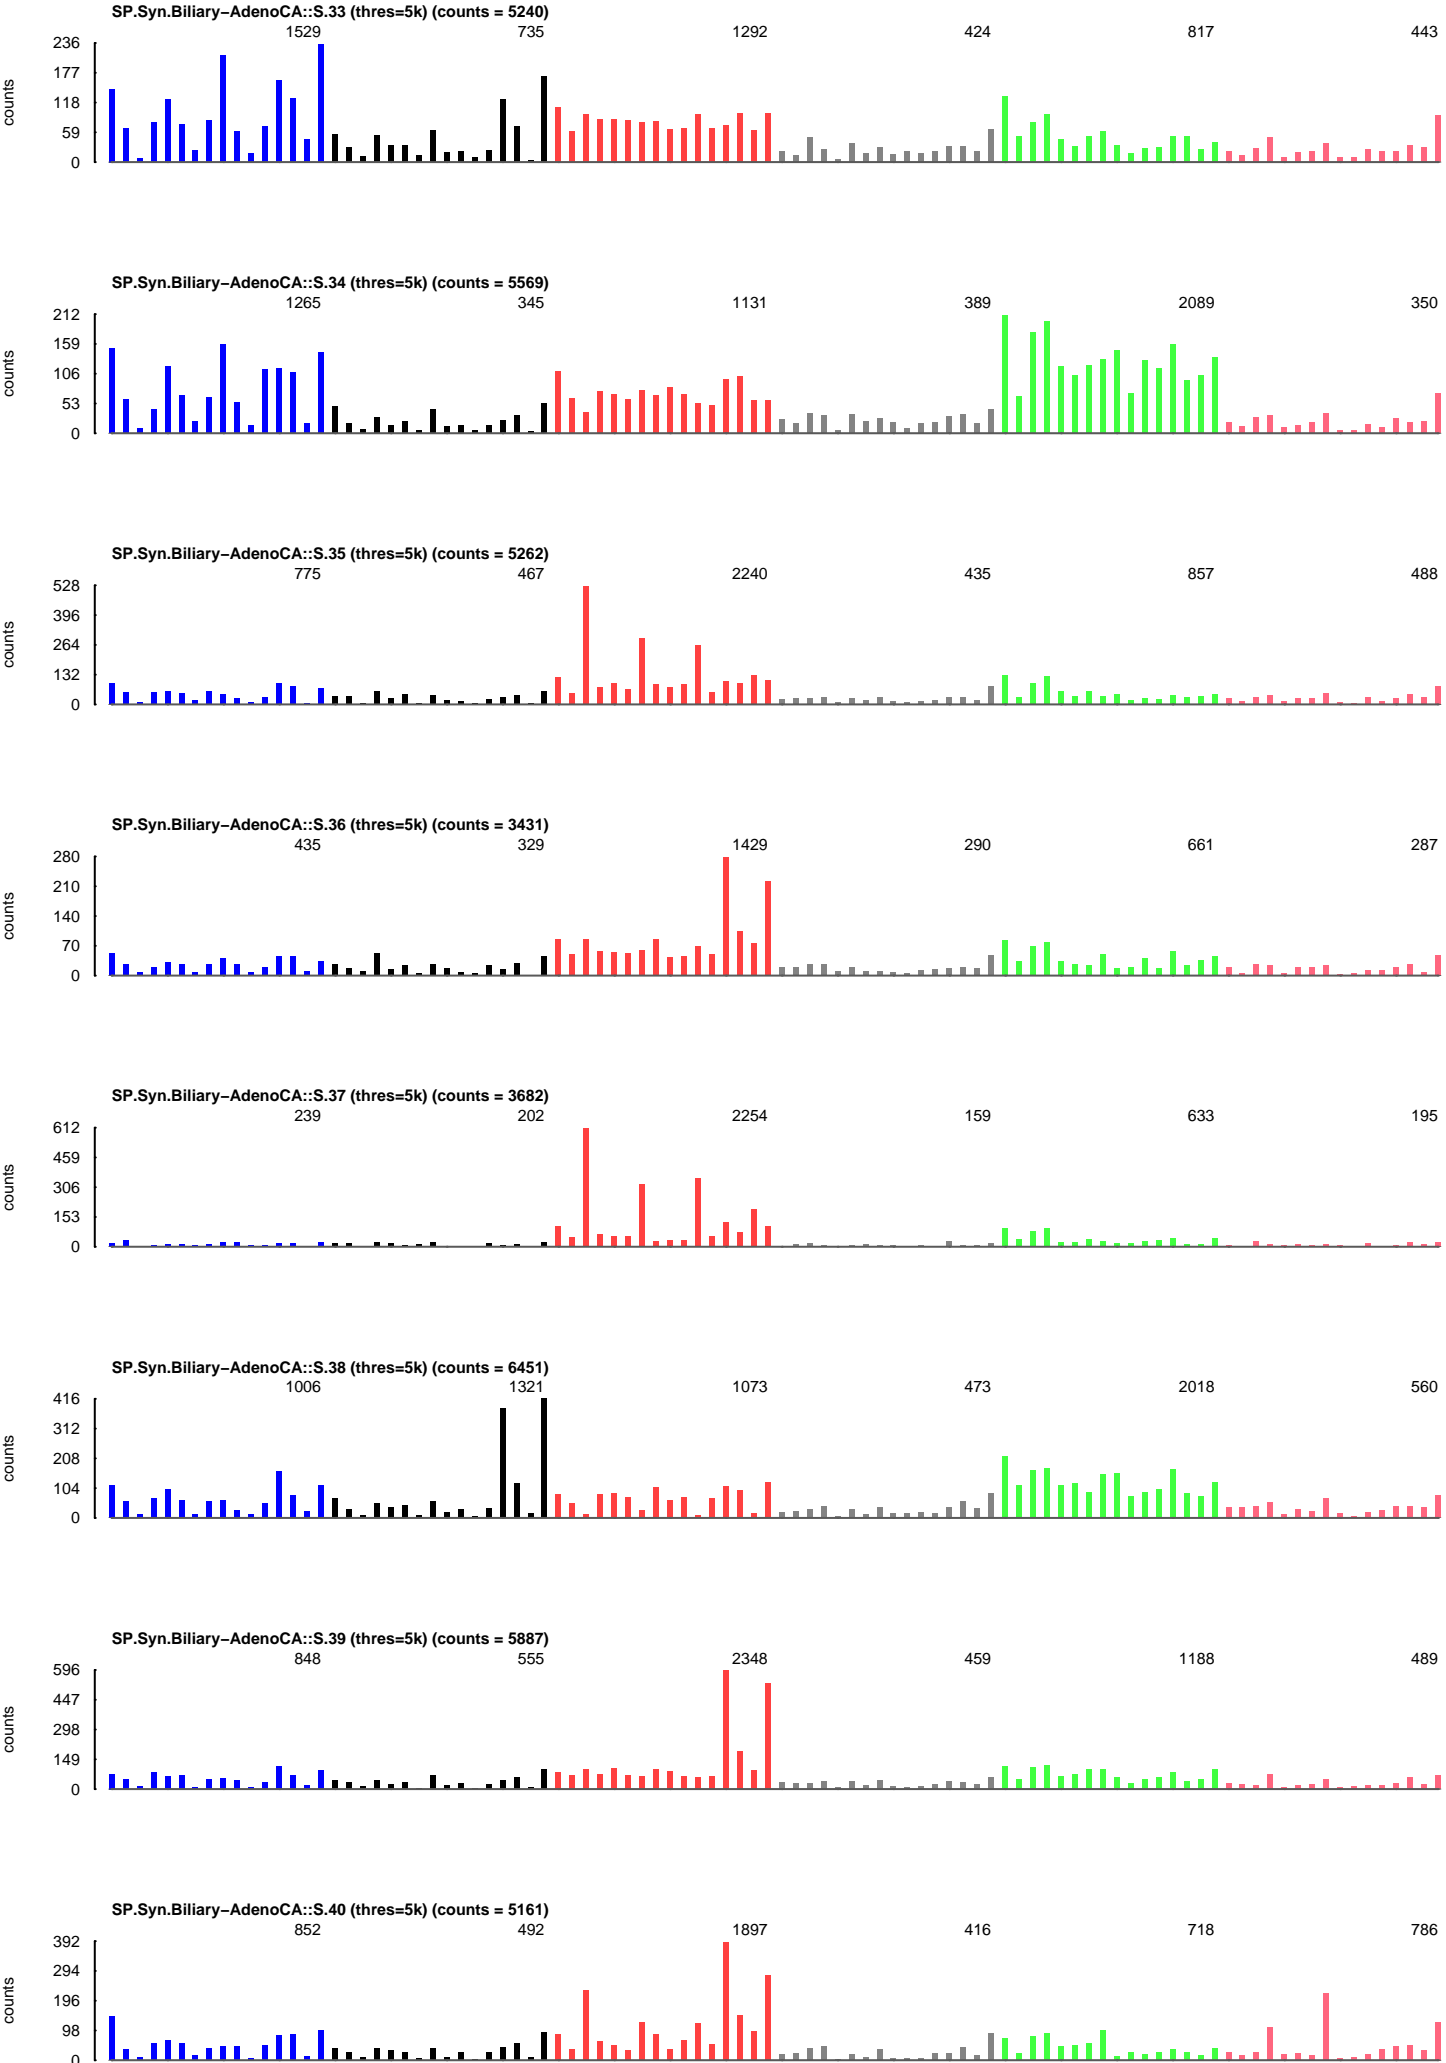 SP.Syn.Biliary−AdenoCA::S.33 (thres=5k) (counts = 5240)
1529 735 1292 424 817 443
236
177
118
59
0
counts
SP.Syn.Biliary−AdenoCA::S.34 (thres=5k) (counts = 5569)
1265 345 1131 389 2089 350
212
159
106
53
0
counts
SP.Syn.Biliary−AdenoCA::S.35 (thres=5k) (counts = 5262)
775 467 2240 435 857 488
528
396
264
132
0
counts
SP.Syn.Biliary−AdenoCA::S.36 (thres=5k) (counts = 3431)
435 329 1429 290 661 287
280
210
140
70
0
counts
SP.Syn.Biliary−AdenoCA::S.37 (thres=5k) (counts = 3682)
239 202 2254 159 633 195
612
459
306
153
0
counts
SP.Syn.Biliary−AdenoCA::S.38 (thres=5k) (counts = 6451)
1006 1321 1073 473 2018 560
416
312
208
104
0
counts
SP.Syn.Biliary−AdenoCA::S.39 (thres=5k) (counts = 5887)
848 555 2348 459 1188 489
596
447
298
149
0
counts
SP.Syn.Biliary−AdenoCA::S.40 (thres=5k) (counts = 5161)
852 492 1897 416 718 786
392
294
196
98
0
counts